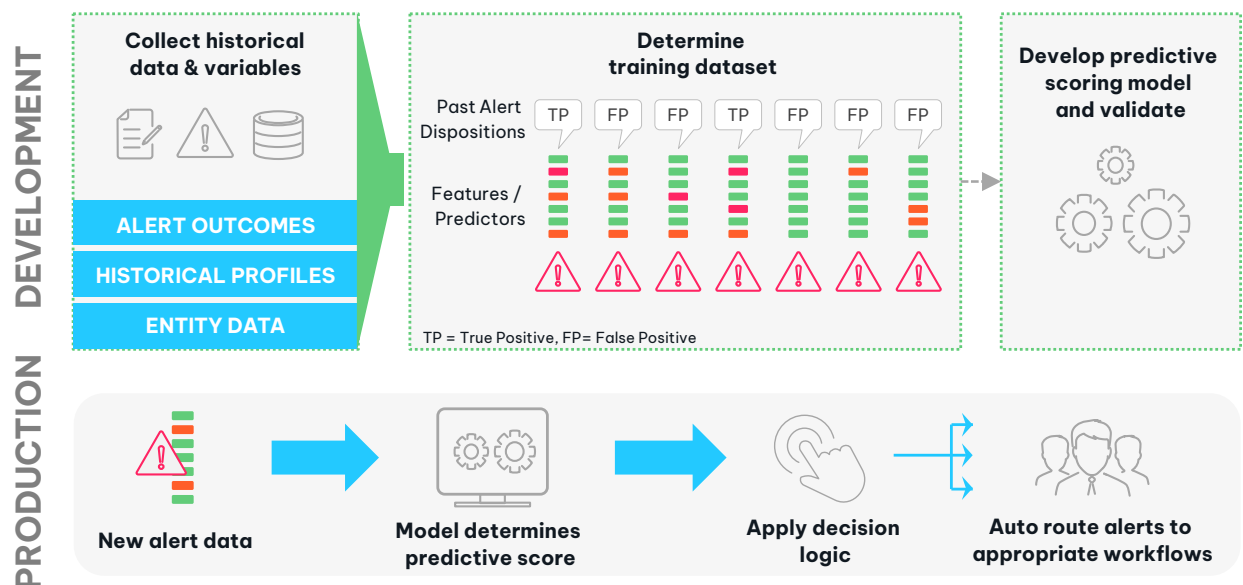 DEVELOPMENT
Collect historical
data & variables
ALERT OUTCOMES
HISTORICAL PROFILES
ENTITY DATA
Determine
training dataset
Past Alert
Dispositions
TP FP FP TP FP FP FP
Features /
Predictors
TP = True Positive, FP= False Positive
Develop predictive
scoring model
and validate
PRODUCTION
New alert data
Model determines
predictive score
Apply decision
logic
Auto route alerts to
appropriate workflows